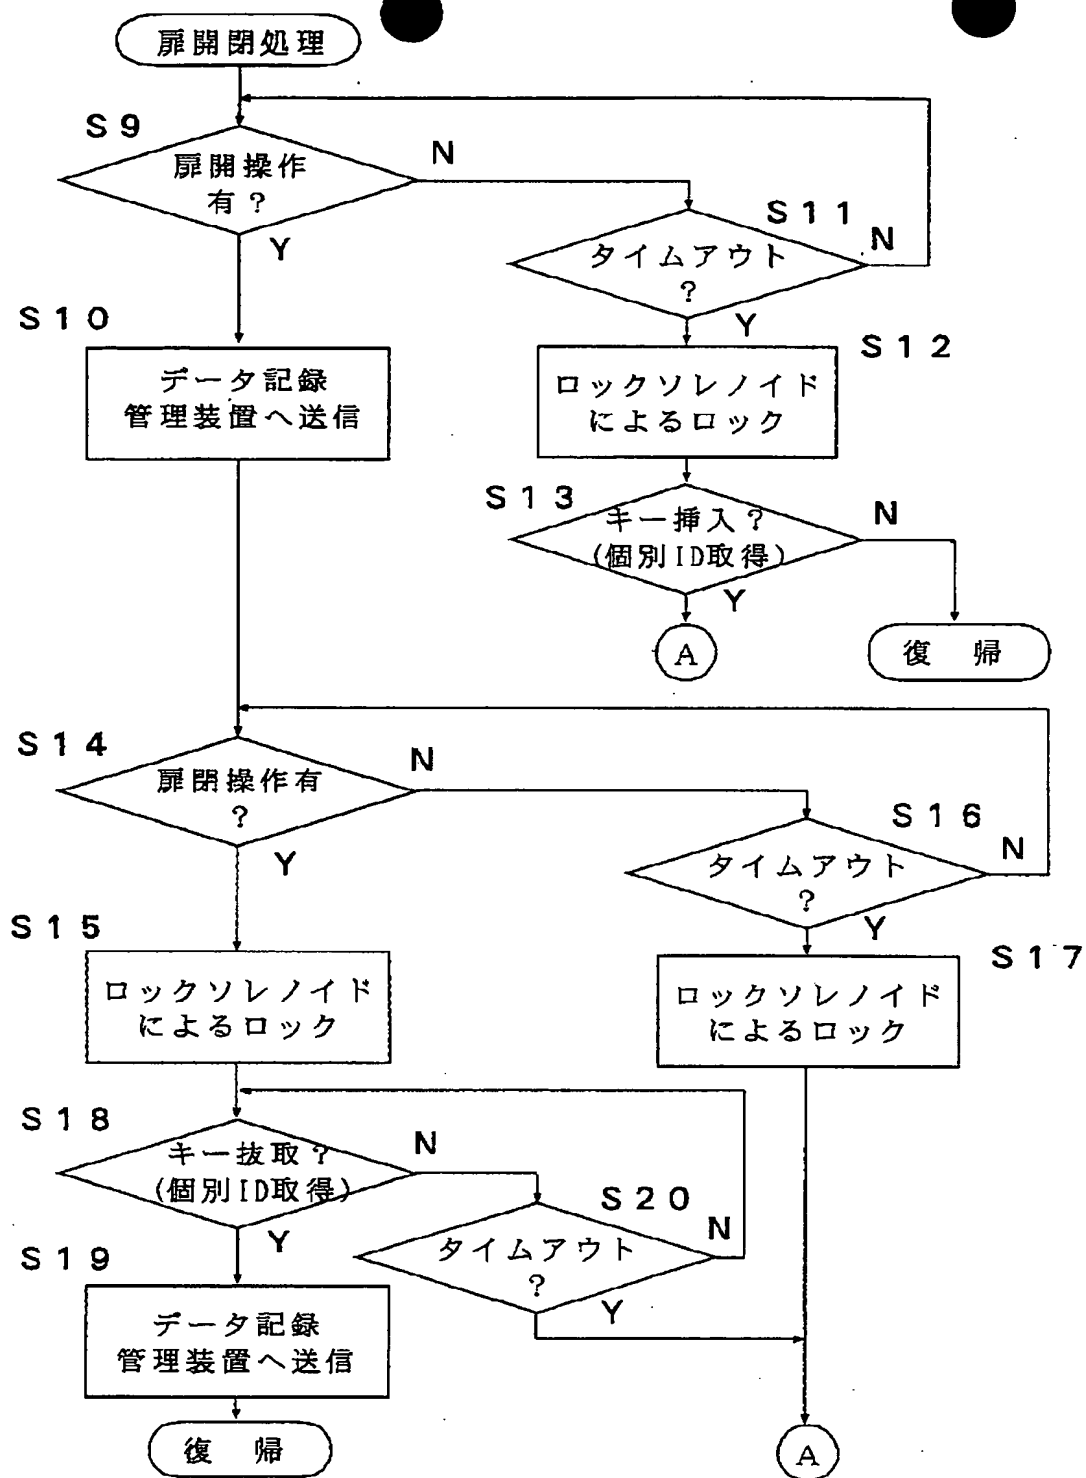 扉開閉処理
S9
扉開操作
有？
N
Y
S11
タイムアウト
？
N
Y
S10
データ記録
管理装置へ送信
S12
ロックソレノイド
によるロック
S13
キー挿入？
(個別ID取得)
N
Y
A
復　帰
S14
扉閉操作有
？
N
Y
S16
タイムアウト
？
N
Y
S15
ロックソレノイド
によるロック
S17
ロックソレノイド
によるロック
S18
キー抜取？
(個別ID取得)
N
Y
S20
タイムアウト
？
N
Y
S19
データ記録
管理装置へ送信
復　帰
A